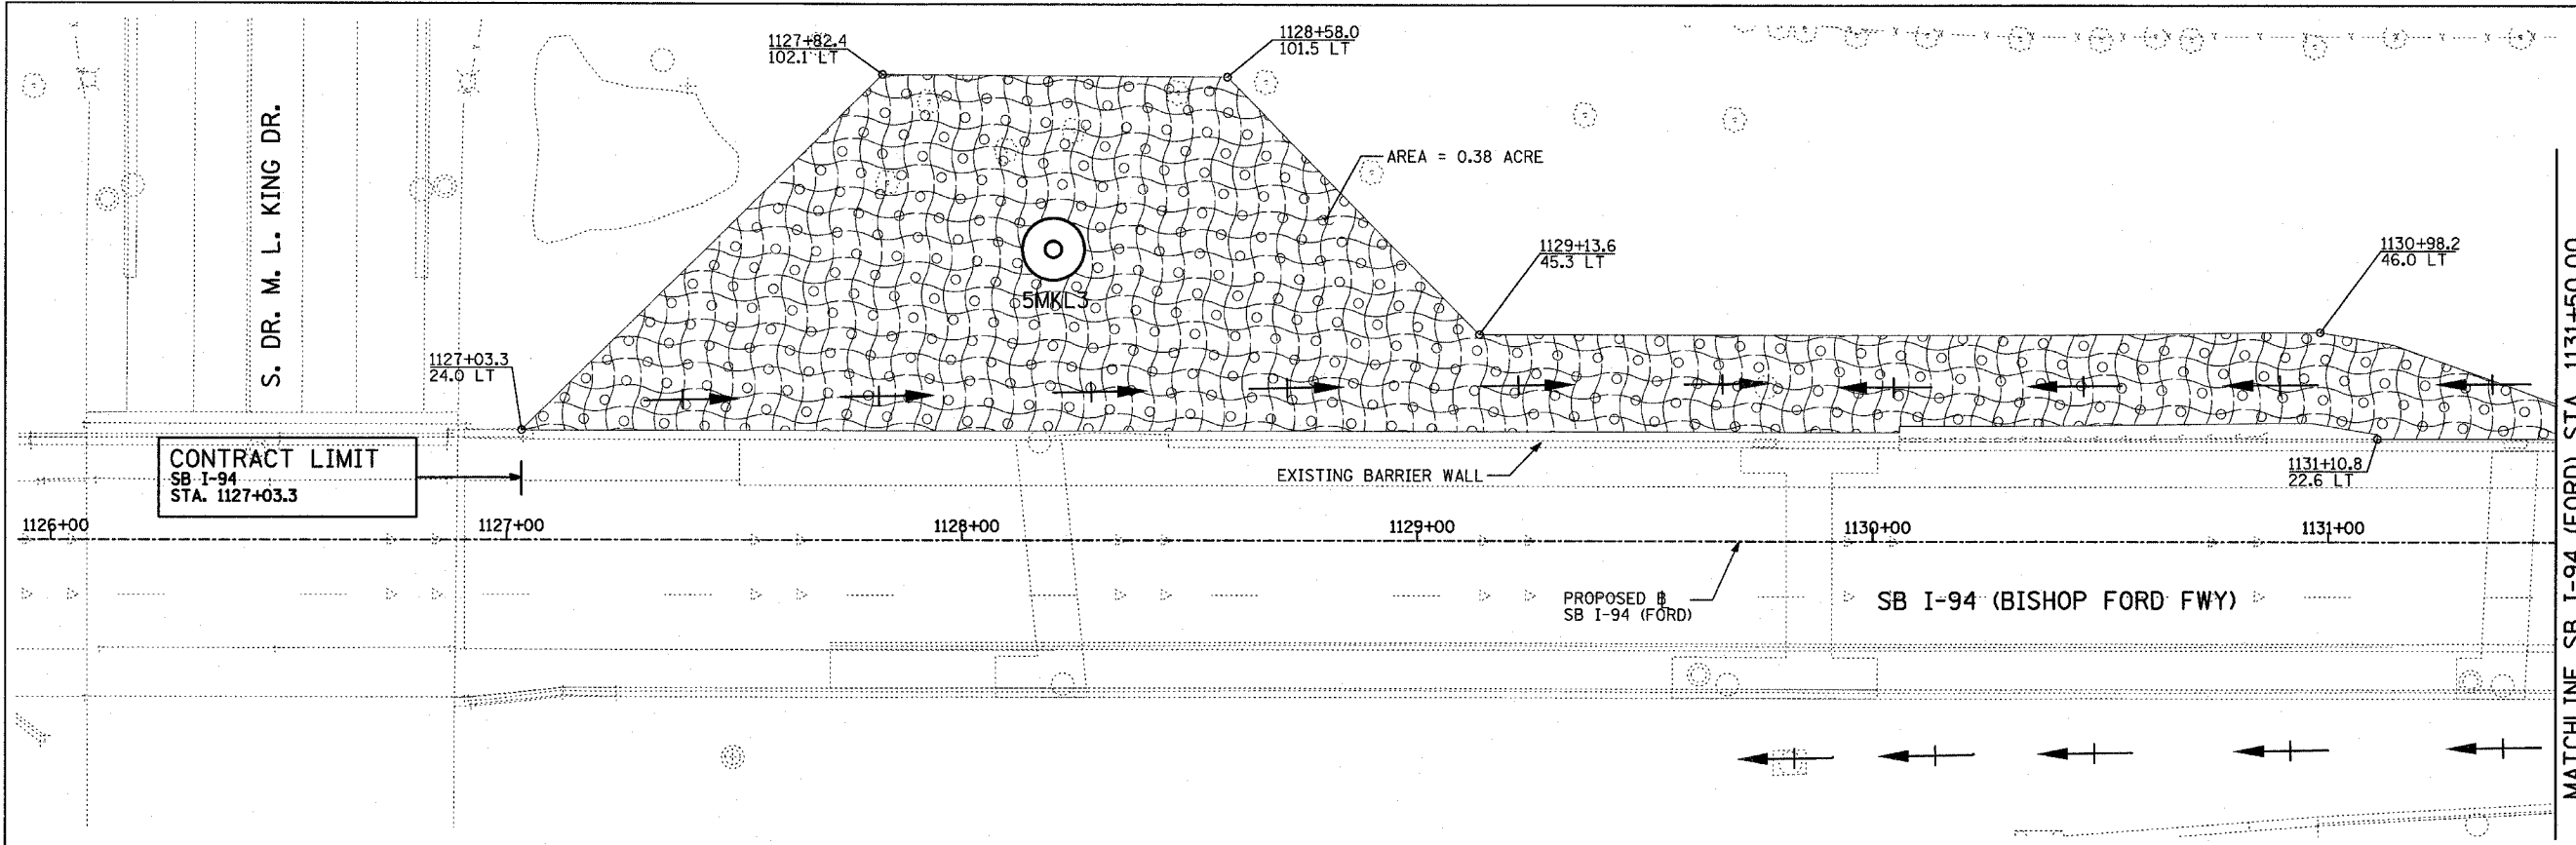 1127+82.4
102.1 LT
1128+58.0
101.5 LT
S. DR. M. L. KING DR.
AREA = 0.38 ACRE
1129+13.6
45.3 LT
1130+98.2
46.0 LT
5MKL3
1127+03.3
24.0 LT
CONTRACT LIMIT
SB I-94
STA. 1127+03.3
EXISTING BARRIER WALL
1131+10.8
22.6 LT
1126+00
1127+00
1128+00
1129+00
1130+00
1131+00
PROPOSED ℄
SB I-94 (FORD)
SB I-94 (BISHOP FORD FWY)
MATCHLINE SB I-94 (FORD) STA. 1131+50.00